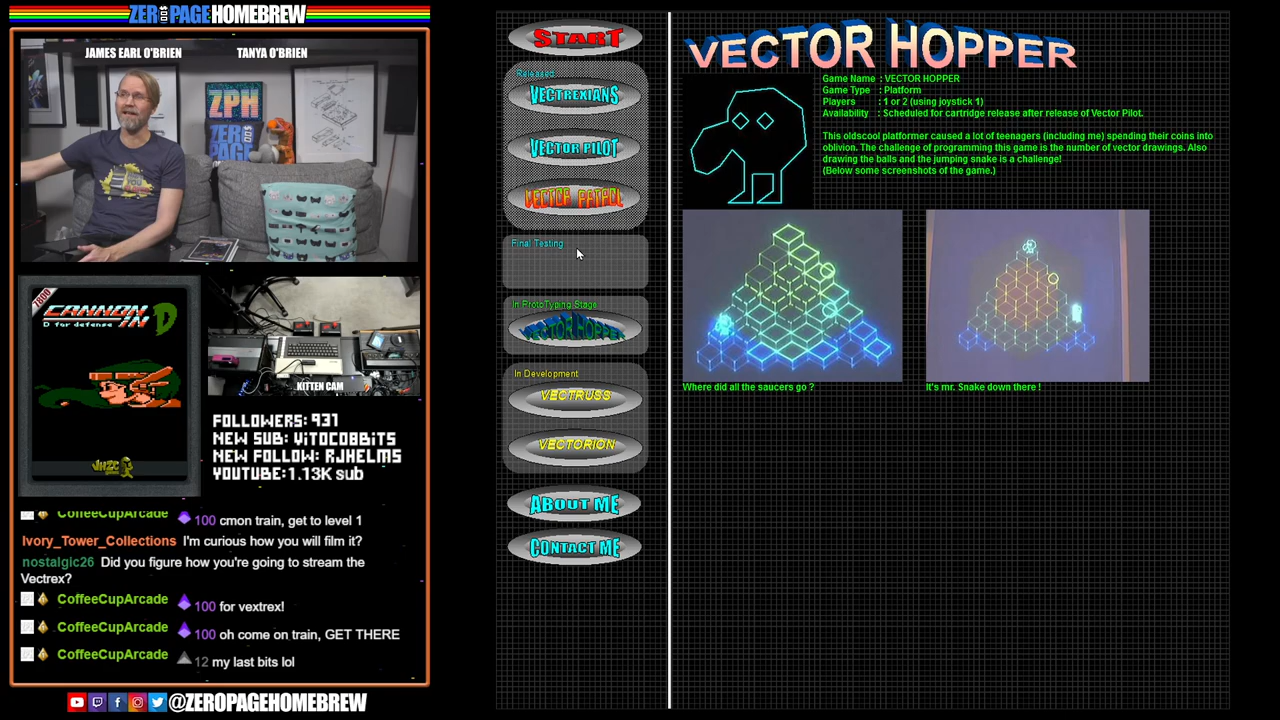 ZERO PAGE HOMEBREW
JAMES EARL O'BRIEN
TANYA O'BRIEN
ZPH
ZERO
PAGE
7800
CANNON IN D
D FOR DEFENSE
KITTEN CAM
FOLLOWERS: 931
NEW SUB: VITOCO8BITS
NEW FOLLOW: RJHELMS
YOUTUBE:1.13K sub
CoffeeCupArcade 100 cmon train, get to level 1
Ivory_Tower_Collections I'm curious how you will film it?
nostalgic26 Did you figure how you're going to stream the
Vectrex?
CoffeeCupArcade 100 for vextrex!
CoffeeCupArcade 100 oh come on train, GET THERE
CoffeeCupArcade 12 my last bits lol
@ZEROPAGEHOMEBREW
START
Released
VECTREXIANS
VECTOR PILOT
VECTOR PATROL
Final Testing
In ProtoTyping Stage
VECTOR HOPPER
In Development
VECTRUSS
VECTORION
ABOUT ME
CONTACT ME
VECTOR HOPPER
Game Name : VECTOR HOPPER
Game Type : Platform
Players : 1 or 2 (using joystick 1)
Availability : Scheduled for cartridge release after release of Vector Pilot.
This oldscool platformer caused a lot of teenagers (including me) spending their coins into
oblivion. The challenge of programming this game is the number of vector drawings. Also
drawing the balls and the jumping snake is a challenge!
(Below some screenshots of the game.)
Where did all the saucers go ?
It's mr. Snake down there !